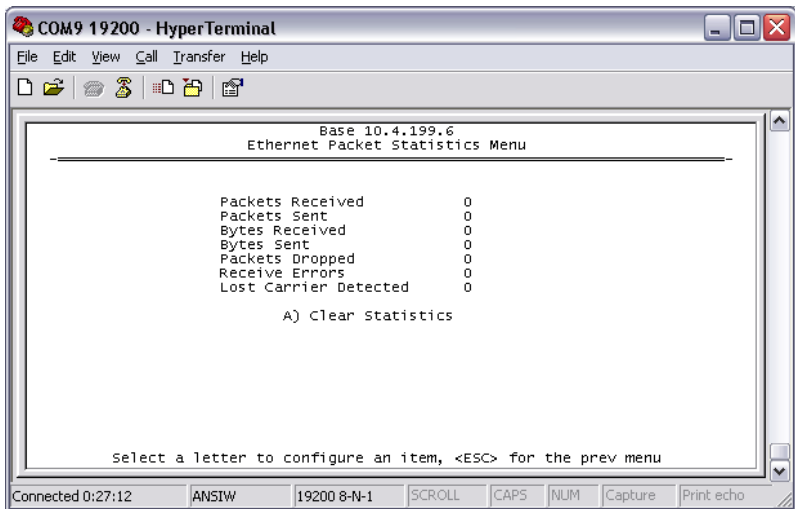 COM9 19200 - HyperTerminal
File Edit View Call Transfer Help
Base 10.4.199.6
Ethernet Packet Statistics Menu
Packets Received 0
Packets Sent 0
Bytes Received 0
Bytes Sent 0
Packets Dropped 0
Receive Errors 0
Lost Carrier Detected 0
A) Clear Statistics
Select a letter to configure an item, <ESC> for the prev menu
Connected 0:27:12 ANSIW 19200 8-N-1 SCROLL CAPS NUM Capture Print echo